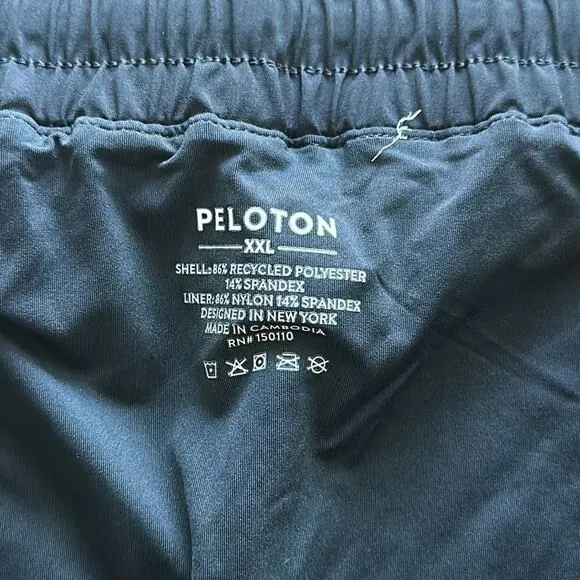 PELOTON
XXL
SHELL: 86% RECYCLED POLYESTER
14% SPANDEX
LINER: 86% NYLON 14% SPANDEX
DESIGNED IN NEW YORK
MADE IN CAMBODIA
RN# 150110